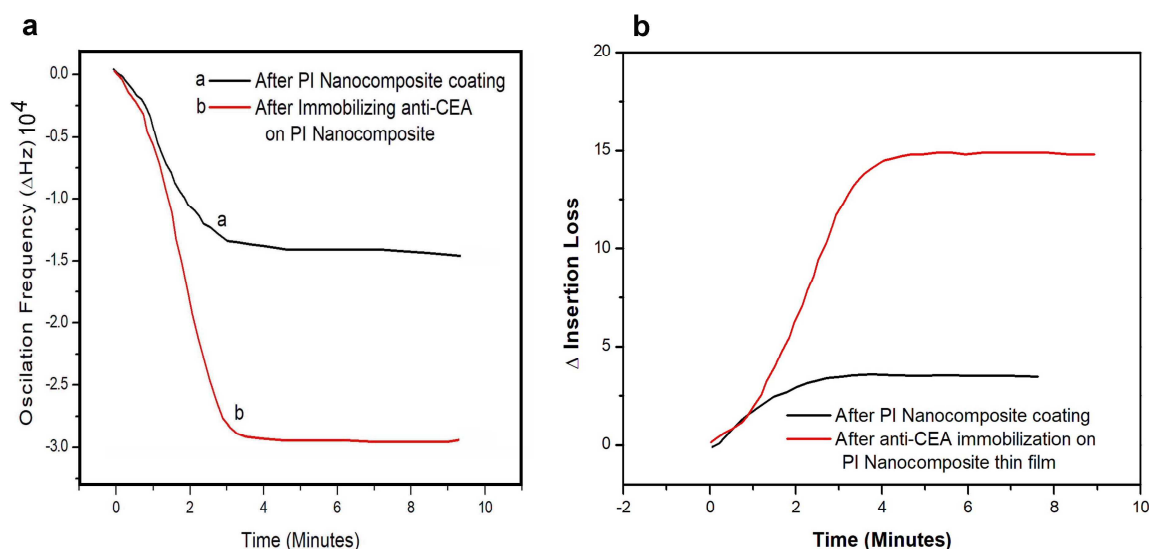 a
0.0
-0.5
-1.0
-1.5
-2.0
-2.5
-3.0
Oscilation Frequency (ΔHz)10⁴
a After PI Nanocomposite coating
b After Immobilizing anti-CEA
on PI Nanocomposite
a
b
0 2 4 6 8 10
Time (Minutes)
b
20
15
10
5
0
Δ Insertion Loss
After PI Nanocomposite coating
After anti-CEA immobilization on
PI Nanocomposite thin film
-2 0 2 4 6 8 10
Time (Minutes)